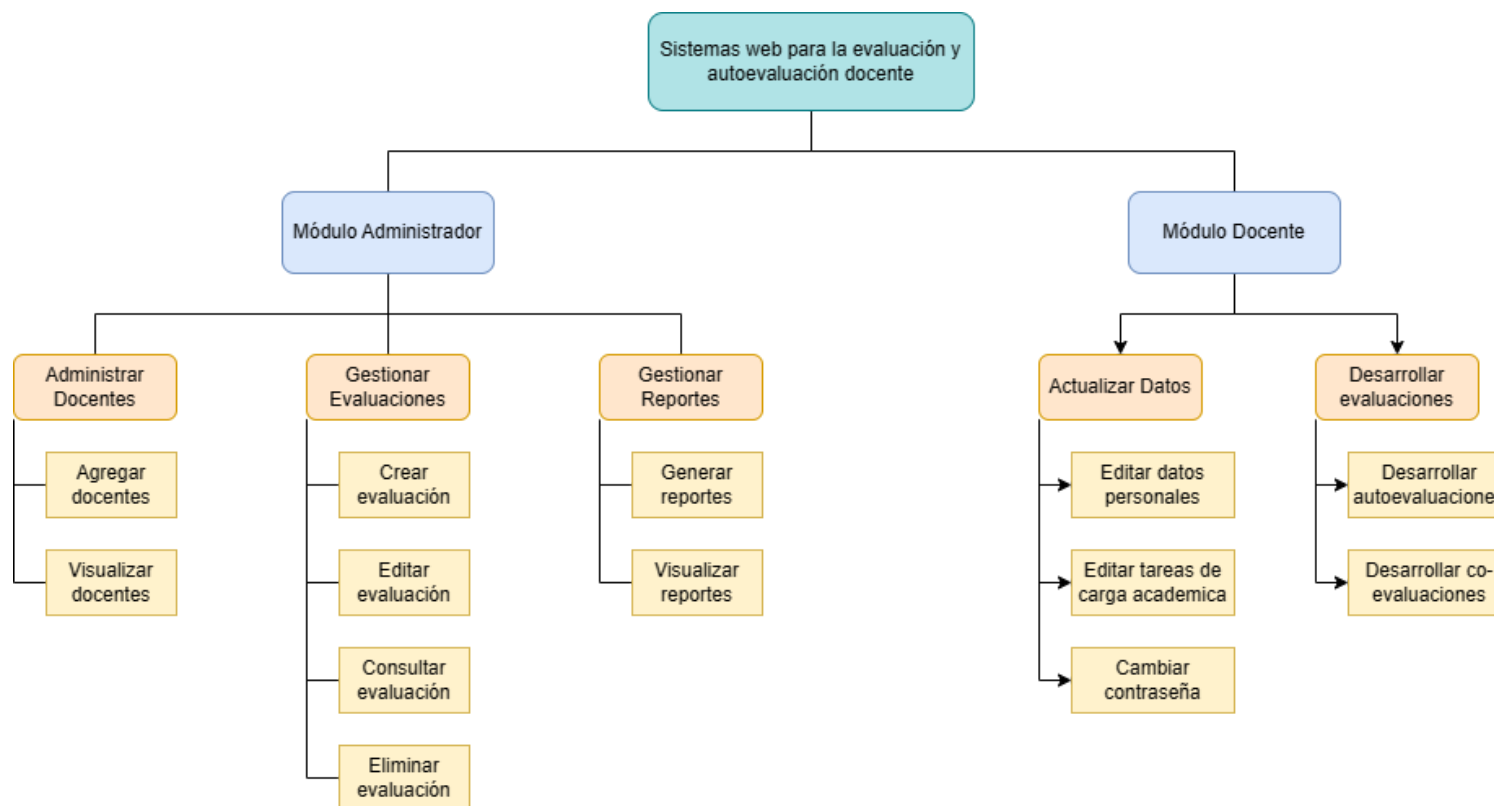 Sistemas web para la evaluación y
autoevaluación docente
Módulo Administrador
Módulo Docente
Administrar
Docentes
Gestionar
Evaluaciones
Gestionar
Reportes
Actualizar Datos
Desarrollar
evaluaciones
Agregar
docentes
Visualizar
docentes
Crear
evaluación
Editar
evaluación
Consultar
evaluación
Eliminar
evaluación
Generar
reportes
Visualizar
reportes
Editar datos
personales
Editar tareas de
carga academica
Cambiar
contraseña
Desarrollar
autoevaluacione
Desarrollar co-
evaluaciones